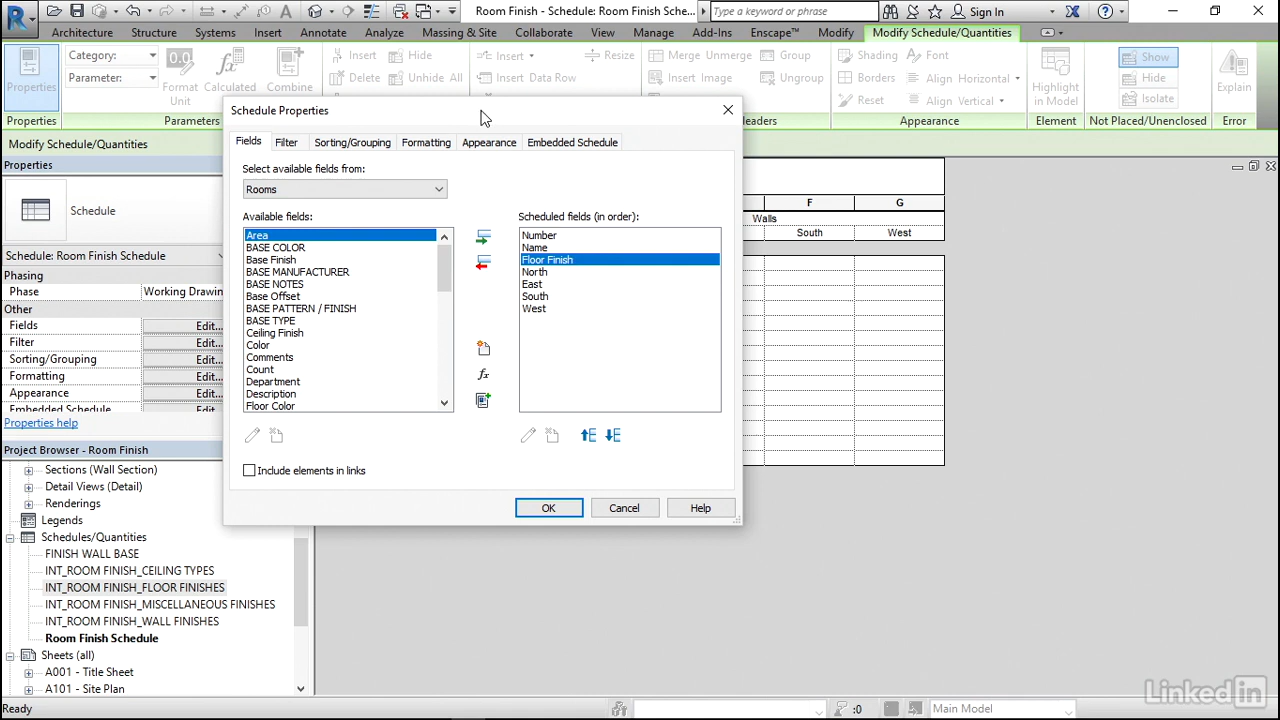 Room Finish - Schedule: Room Finish Sche...
Type a keyword or phrase
Sign In
Architecture Structure Systems Insert Annotate Analyze Massing & Site Collaborate View Manage Add-Ins Enscape™ Modify Modify Schedule/Quantities
Properties
Category:
Parameter:
Format Unit
Calculated
Combine
Insert
Delete
Hide
Unhide All
Insert
Insert Data Row
Resize
Merge Unmerge
Insert Image
Group
Ungroup
Shading
Borders
Reset
Font
Align Horizontal
Align Vertical
Highlight in Model
Show
Hide
Isolate
Explain
Properties Parameters Headers Appearance Element Not Placed/Unenclosed
Modify Schedule/Quantities
Properties
Schedule
Schedule: Room Finish Schedule
Phasing
Phase Working Drawin
Other
Fields Edit...
Filter Edit...
Sorting/Grouping Edit...
Formatting Edit...
Appearance Edit...
Embedded Schedule Edit...
Properties help
Project Browser - Room Finish
Sections (Wall Section)
Detail Views (Detail)
Renderings
Legends
Schedules/Quantities
FINISH WALL BASE
INT_ROOM FINISH_CEILING TYPES
INT_ROOM FINISH_FLOOR FINISHES
INT_ROOM FINISH_MISCELLANEOUS FINISHES
INT_ROOM FINISH_WALL FINISHES
Room Finish Schedule
Sheets (all)
A001 - Title Sheet
A101 - Site Plan
Schedule Properties
Fields Filter Sorting/Grouping Formatting Appearance Embedded Schedule
Select available fields from:
Rooms
Available fields:
Area
BASE COLOR
Base Finish
BASE MANUFACTURER
BASE NOTES
Base Offset
BASE PATTERN / FINISH
BASE TYPE
Ceiling Finish
Color
Comments
Count
Department
Description
Floor Color
Scheduled fields (in order):
Number
Name
Floor Finish
North
East
South
West
fx
Include elements in links
OK Cancel Help
F G
Walls
South West
Ready
:0
Main Model
LinkedIn